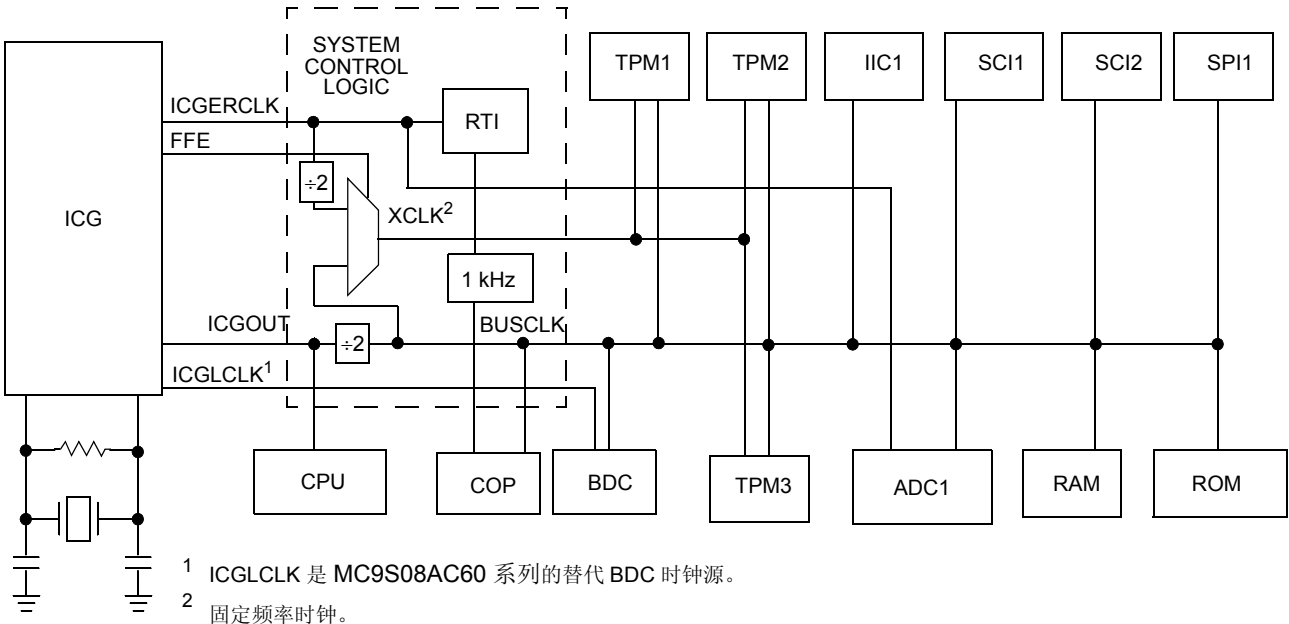 SYSTEM
CONTROL
LOGIC
TPM1
TPM2
IIC1
SCI1
SCI2
SPI1
ICGERCLK
RTI
FFE
÷2
ICG
XCLK2
1 kHz
ICGOUT
÷2
BUSCLK
ICGLCLK1
CPU
COP
BDC
TPM3
ADC1
RAM
ROM
1 ICGLCLK 是 MC9S08AC60 系列的替代 BDC 时钟源。
2 固定频率时钟。